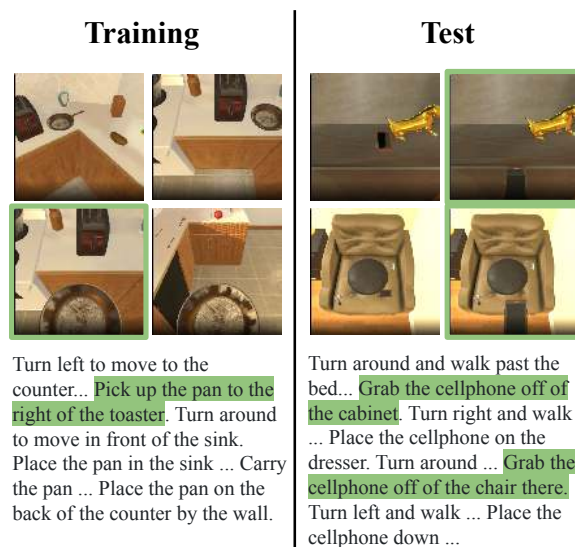 Training
Turn left to move to the
counter... Pick up the pan to the
right of the toaster. Turn around
to move in front of the sink.
Place the pan in the sink ... Carry
the pan ... Place the pan on the
back of the counter by the wall.
Test
Turn around and walk past the
bed... Grab the cellphone off of
the cabinet. Turn right and walk
... Place the cellphone on the
dresser. Turn around ... Grab the
cellphone off of the chair there.
Turn left and walk ... Place the
cellphone down ...